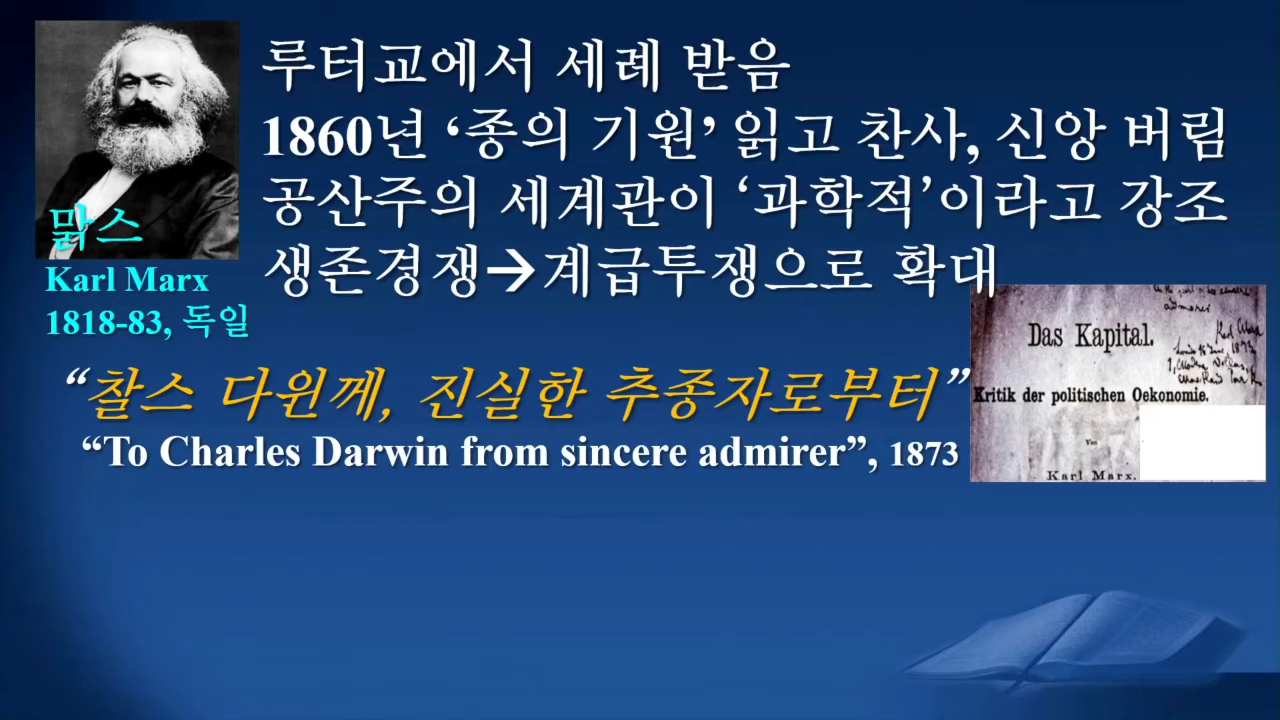 루터교에서 세례 받음
1860년 ‘종의 기원’ 읽고 찬사, 신앙 버림
공산주의 세계관이 ‘과학적’이라고 강조
생존경쟁→계급투쟁으로 확대
맑스
Karl Marx
1818-83, 독일
“찰스 다윈께, 진실한 추종자로부터”
“To Charles Darwin from sincere admirer”, 1873
admirer
Karl Marx
Das Kapital.
Kritik der politischen Oekonomie.
Von
Karl Marx.